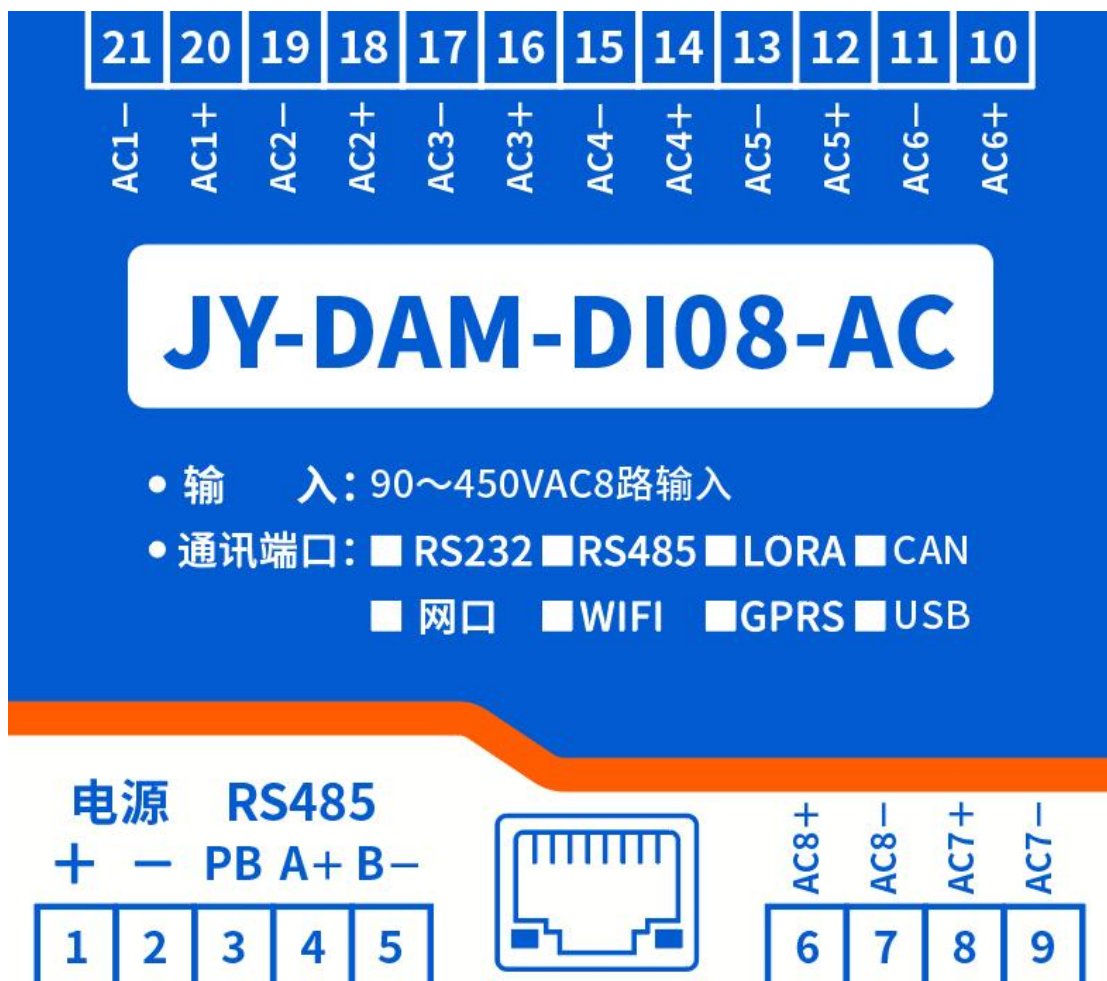 21 20 19 18 17 16 15 14 13 12 11 10
AC1− AC1+ AC2− AC2+ AC3− AC3+ AC4− AC4+ AC5− AC5+ AC6− AC6+
JY-DAM-DI08-AC
• 输 入：90～450VAC8路输入
• 通讯端口：■ RS232 ■RS485 ■LORA ■CAN
■ 网口 ■WIFI ■GPRS ■USB
电源 RS485
+ − PB A+ B−
AC8+ AC8− AC7+ AC7−
1 2 3 4 5 6 7 8 9